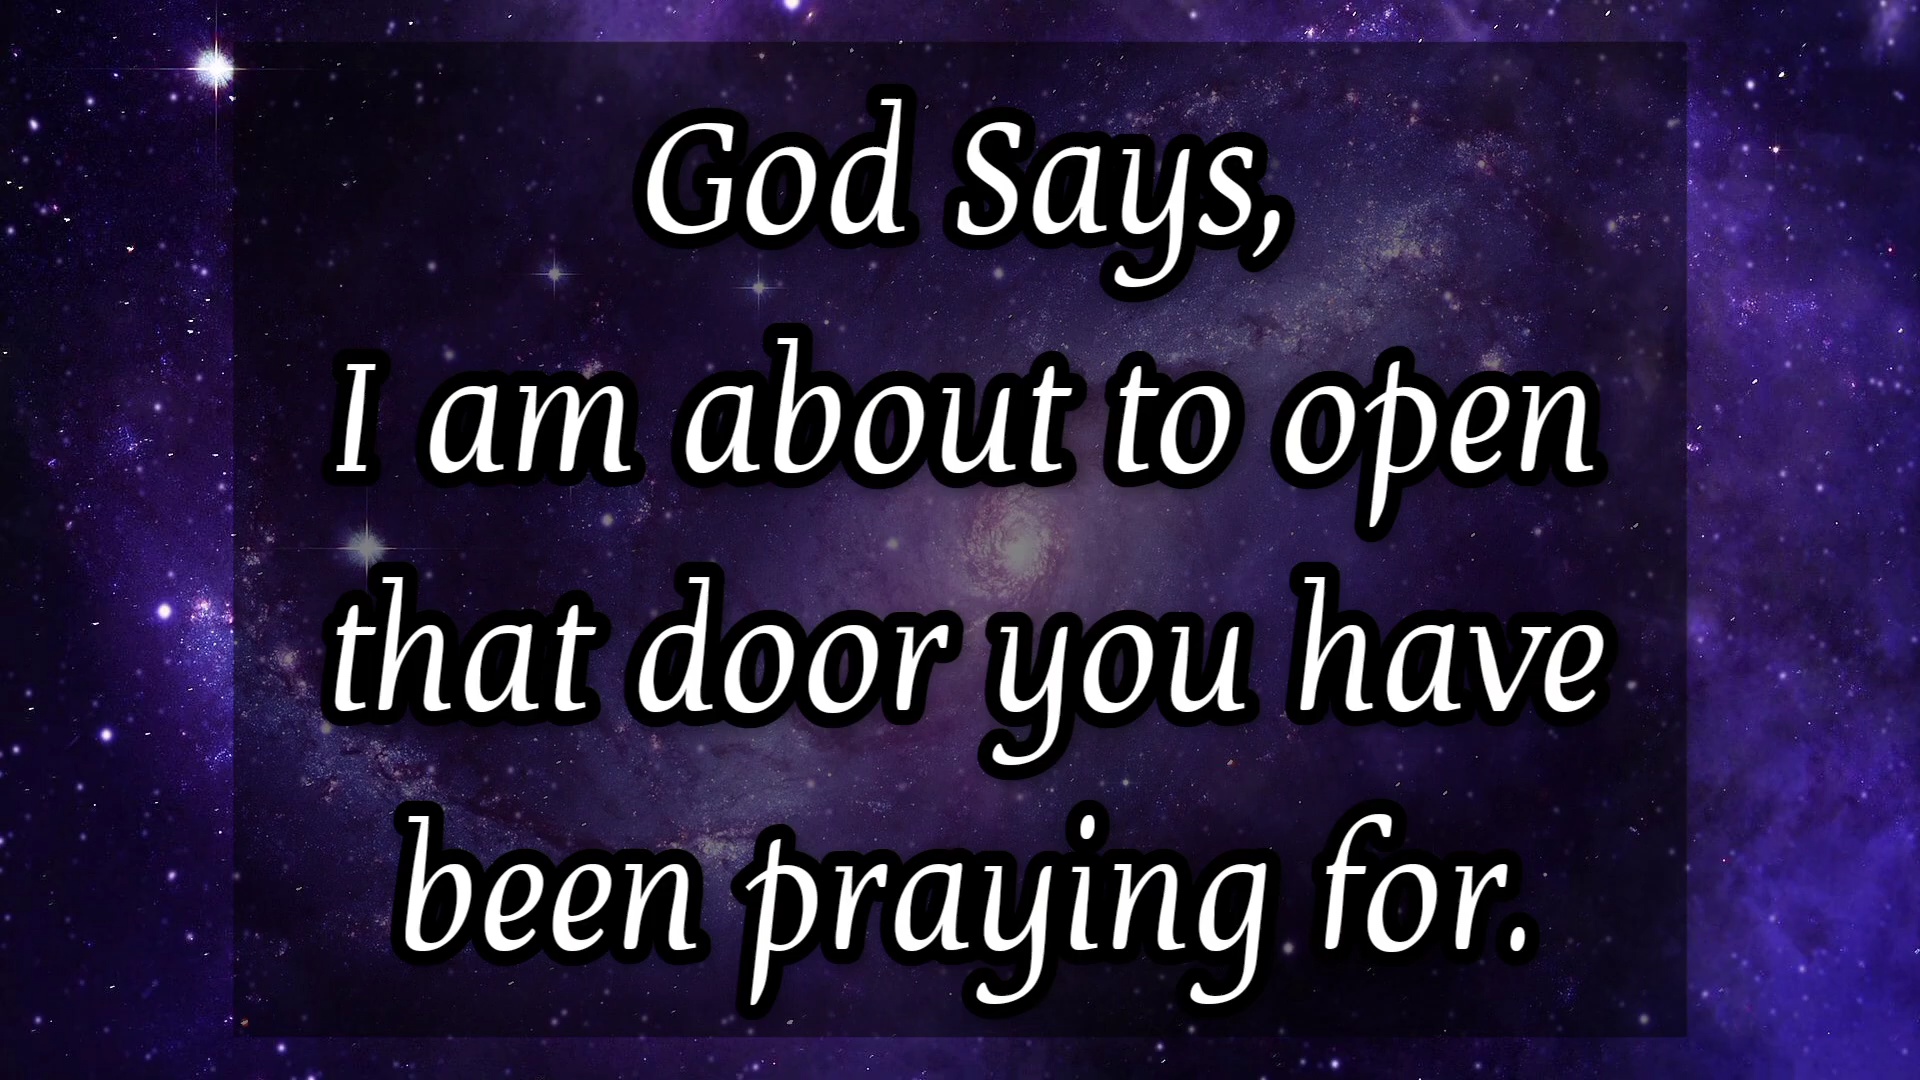 God Says,
I am about to open
that door you have
been praying for.